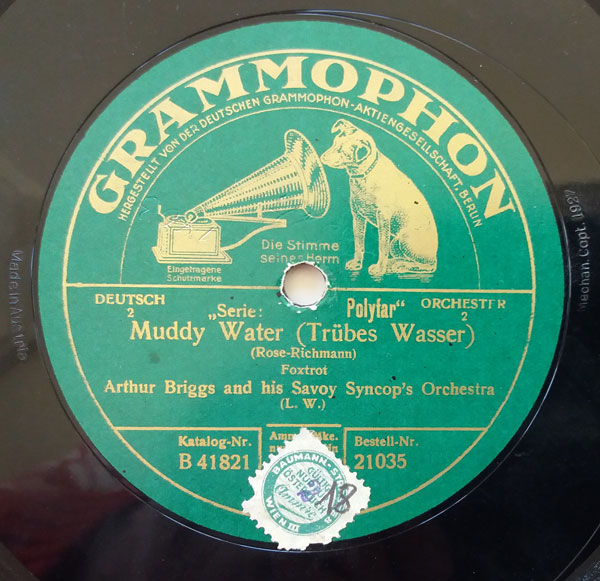 GRAMMOPHON
HERGESTELLT VON DER DEUTSCHEN GRAMMOPHON-AKTIENGESELLSCHAFT, BERLIN
Die Stimme
seines Herrn
Eingetragene
Schutzmarke
DEUTSCH
2
„Serie: Polyfar“
ORCHESTER
2
Muddy Water (Trübes Wasser)
(Rose-Richmann)
Foxtrot
Arthur Briggs and his Savoy Syncop's Orchestra
(L. W.)
Katalog-Nr.
B 41821
Bestell-Nr.
21035
BAUMANN-
WIEN III
18
Made in Austria
Mechan. Copt. 1927